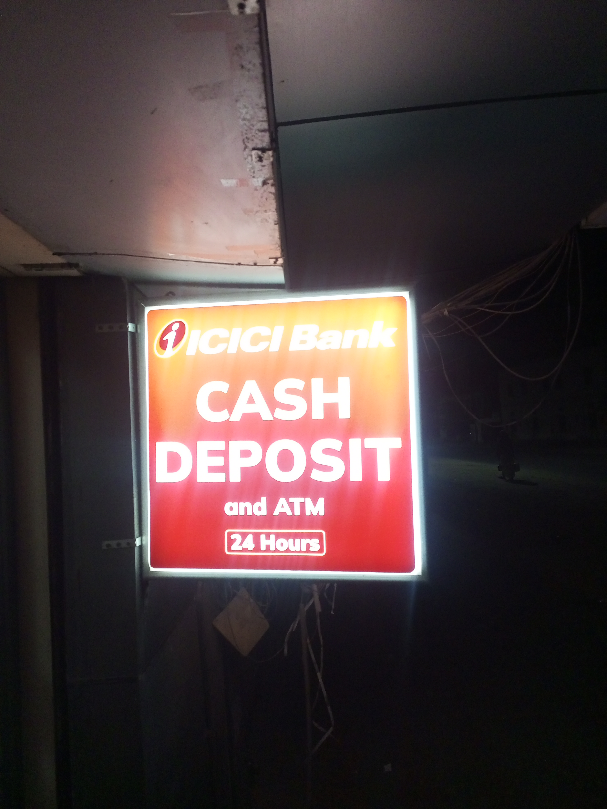 i ICICI Bank
CASH
DEPOSIT
and ATM
24 Hours